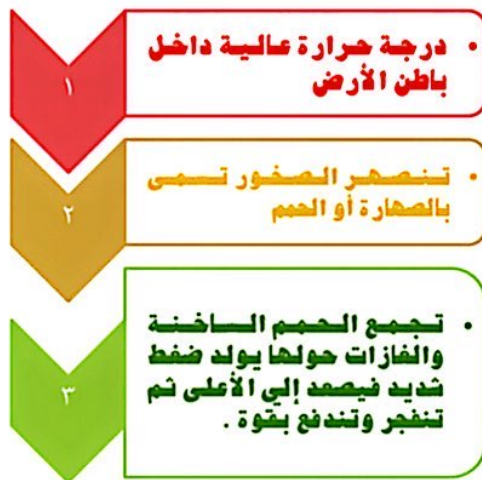 ١
• درجة حرارة عالية داخل
باطن الأرض
٢
• تنصهر الصخور تسمى
بالصهارة أو الحمم
٣
• تجمع الحمم الساخنة
والغازات حولها يولد ضغط
شديد فيصعد إلى الأعلى ثم
تنفجر وتندفع بقوة .